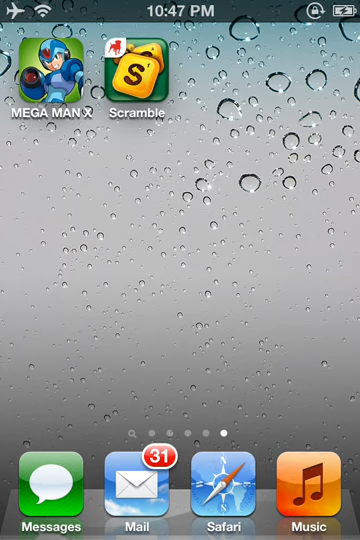 10:47 PM
MEGA MAN X Scramble
S
31
Messages Mail Safari Music